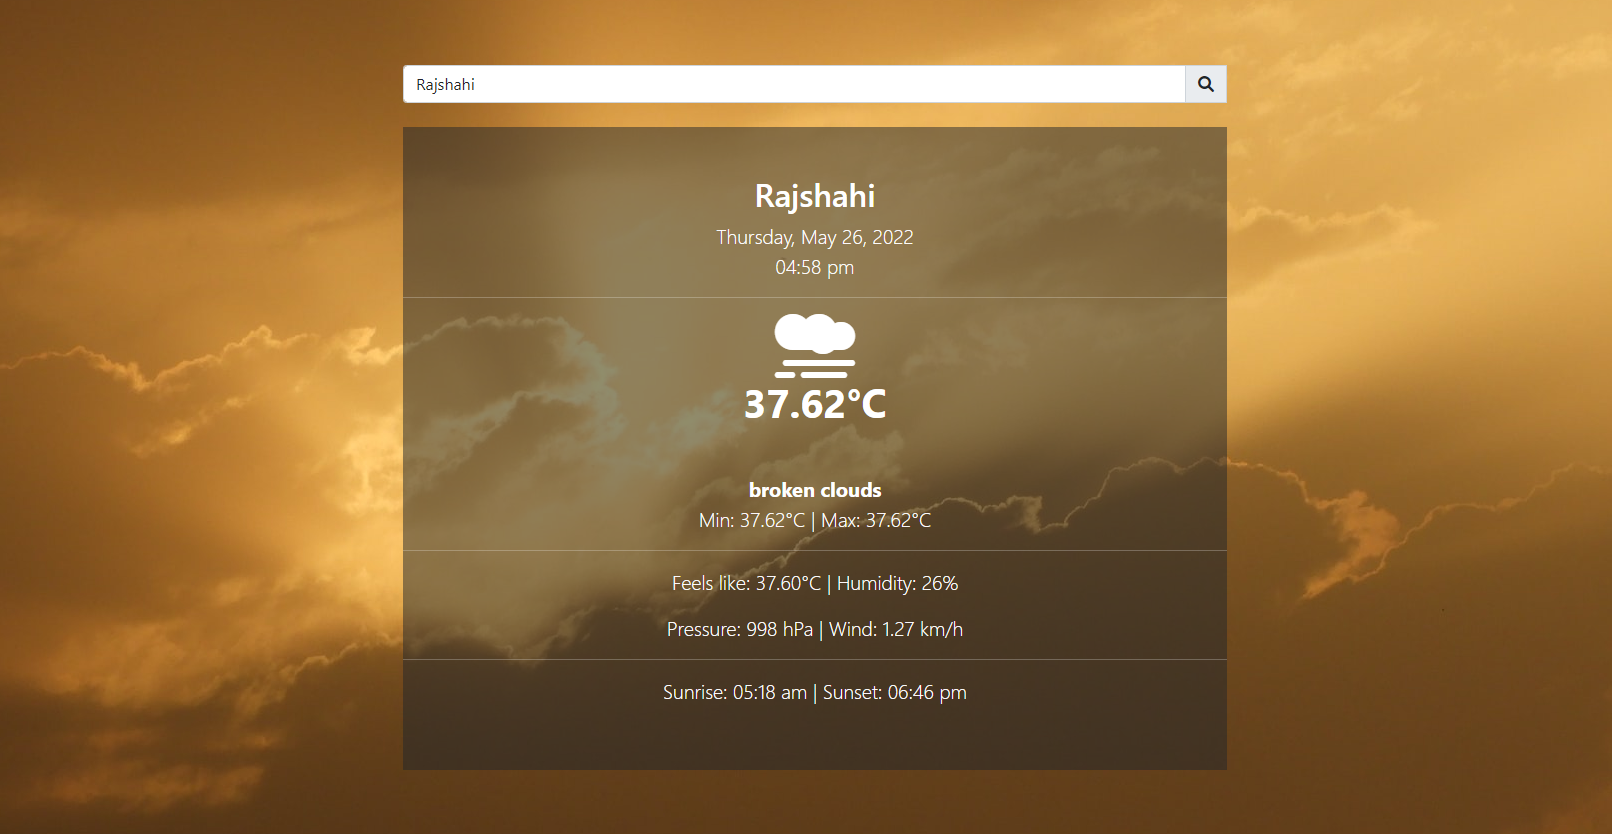 Rajshahi
Rajshahi
Thursday, May 26, 2022
04:58 pm
37.62°C
broken clouds
Min: 37.62°C | Max: 37.62°C
Feels like: 37.60°C | Humidity: 26%
Pressure: 998 hPa | Wind: 1.27 km/h
Sunrise: 05:18 am | Sunset: 06:46 pm